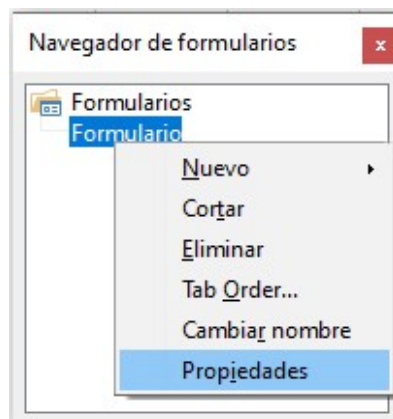 Navegador de formularios
x
Formularios
Formulario
Nuevo
Cortar
Eliminar
Tab Order...
Cambiar nombre
Propiedades